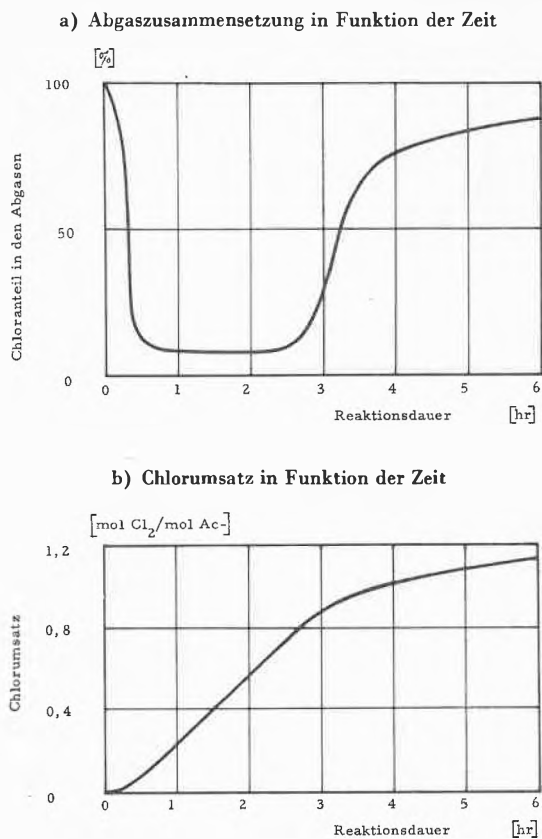 a) Abgaszusammensetzung in Funktion der Zeit
[%]
100
50
0
Chloranteil in den Abgasen
0 1 2 3 4 5 6
Reaktionsdauer [hr]
b) Chlorumsatz in Funktion der Zeit
[mol Cl2/mol Ac-]
1,2
0,8
0,4
0
Chlorumsatz
0 1 2 3 4 5 6
Reaktionsdauer [hr]